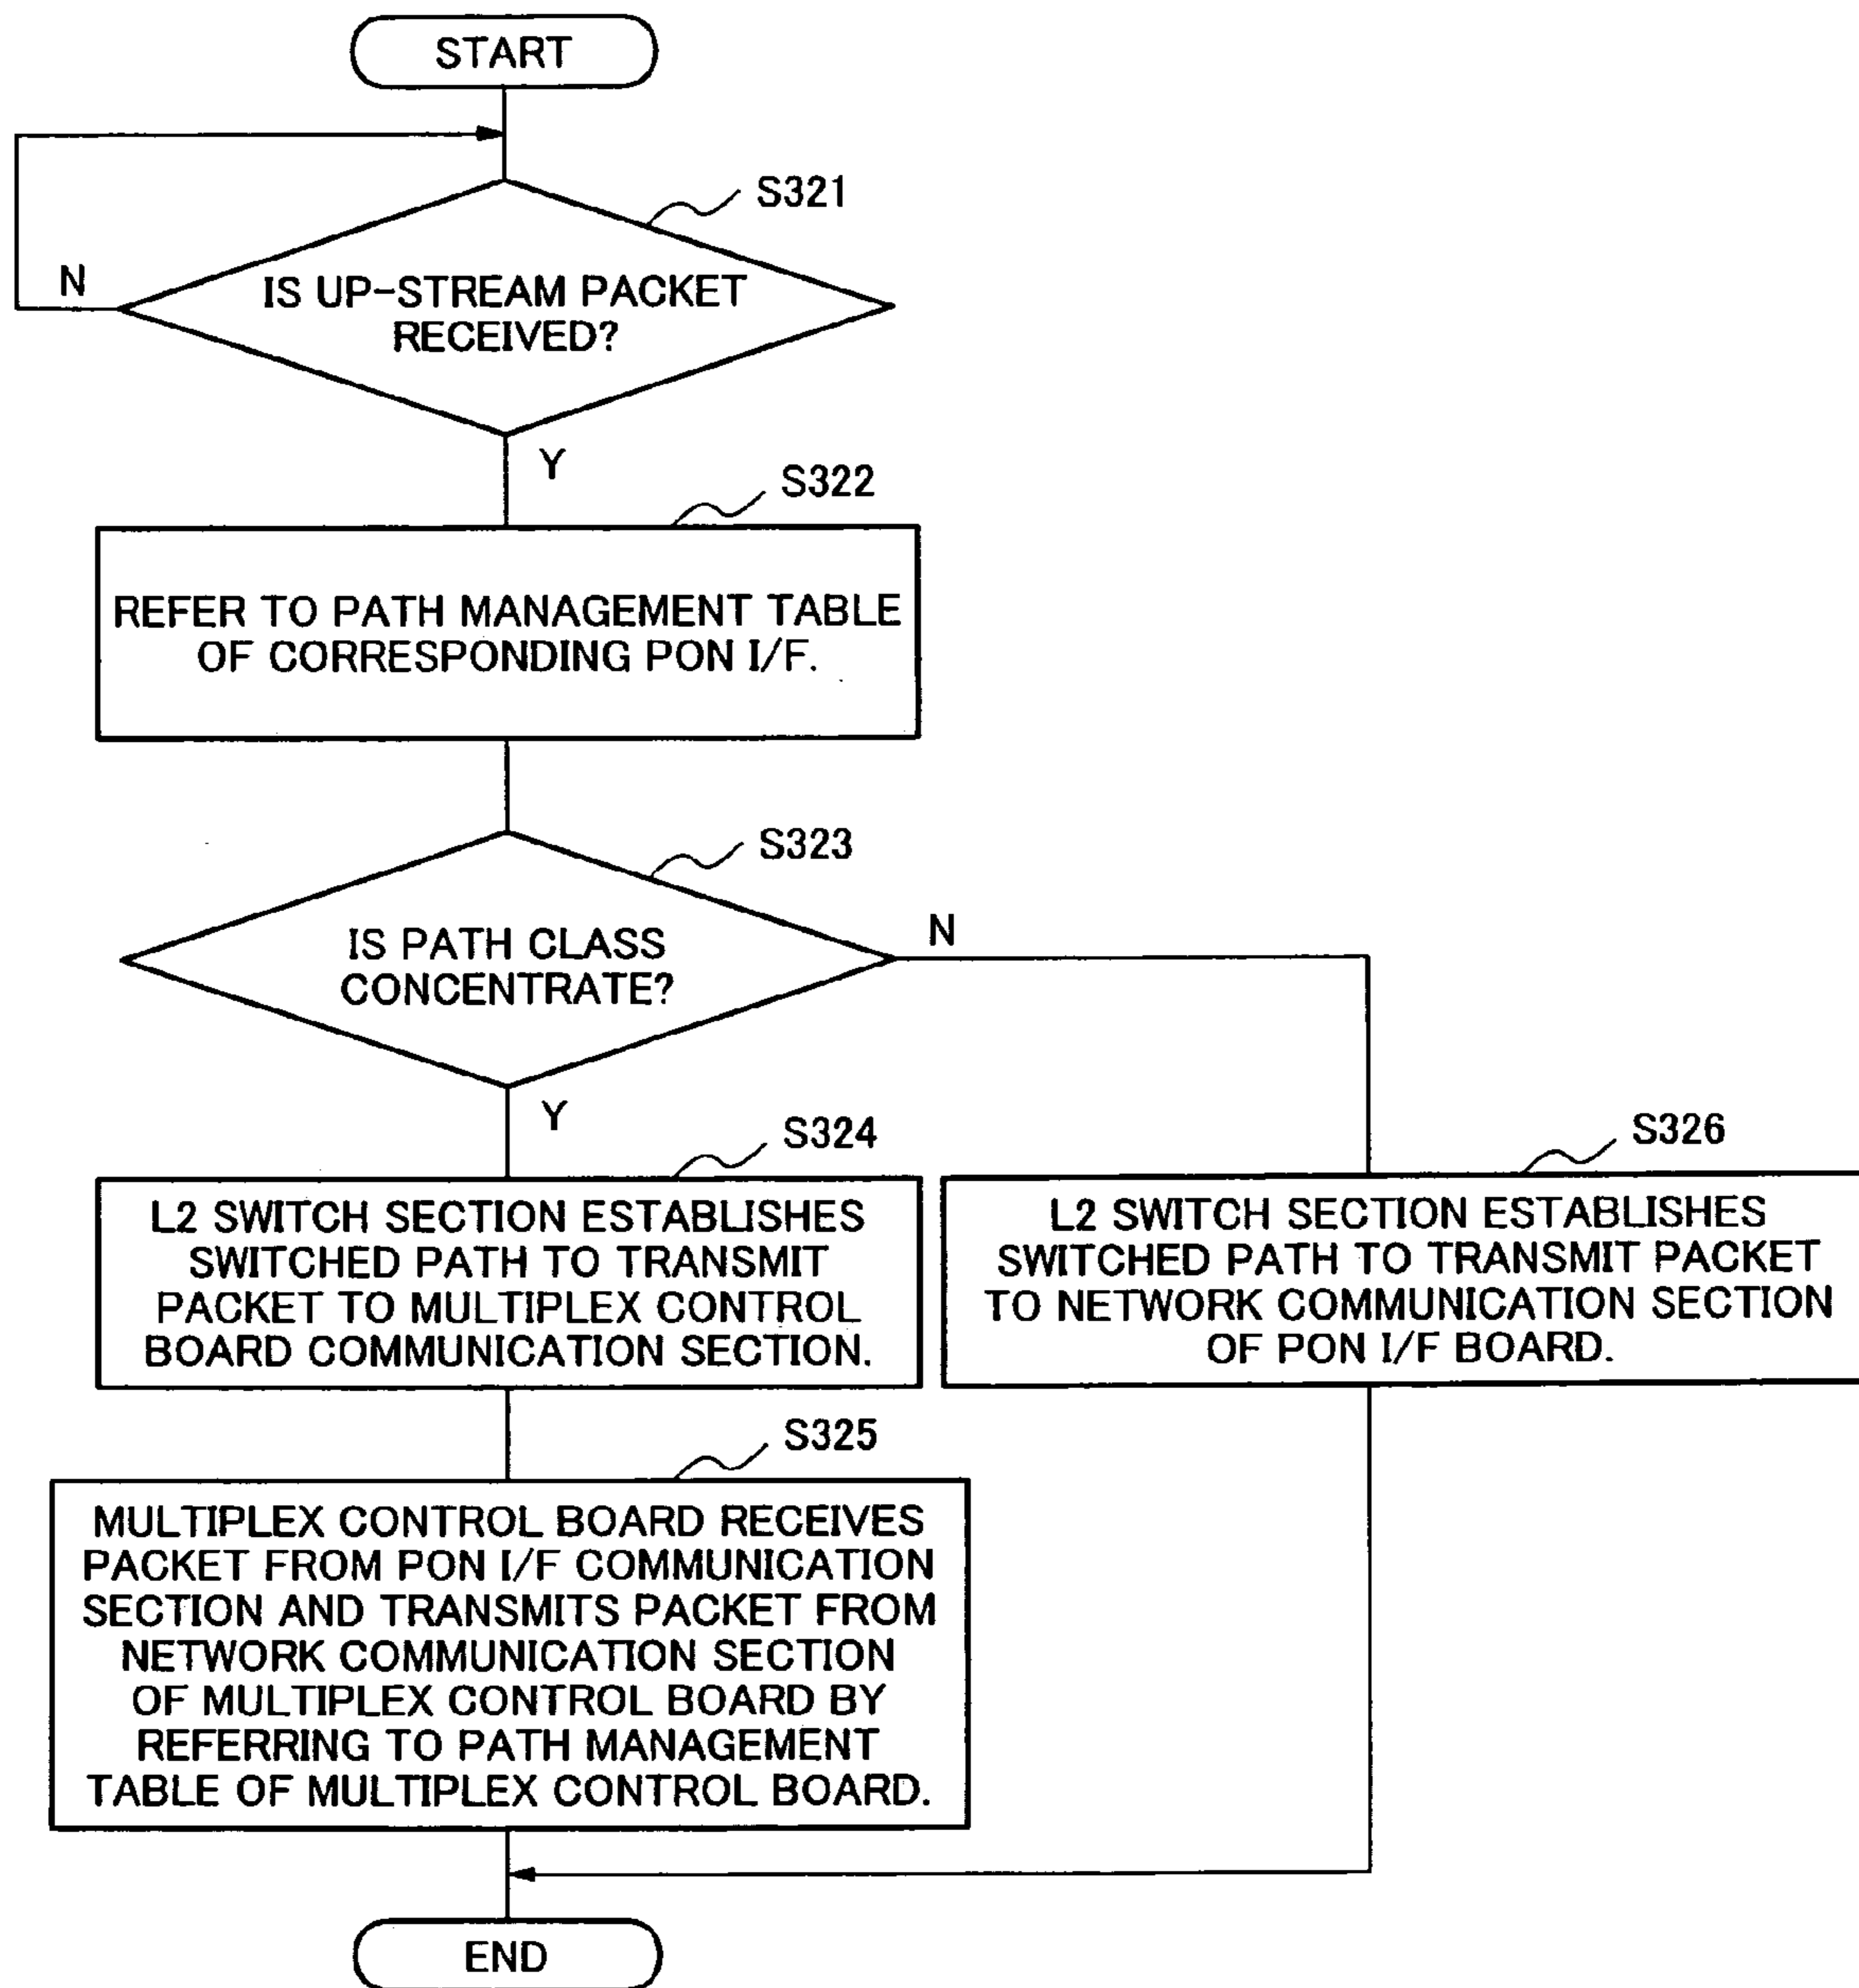 START
S321
N
IS UP-STREAM PACKET
RECEIVED?
Y
S322
REFER TO PATH MANAGEMENT TABLE
OF CORRESPONDING PON I/F.
S323
IS PATH CLASS
CONCENTRATE?
N
Y
S324
L2 SWITCH SECTION ESTABLISHES
SWITCHED PATH TO TRANSMIT
PACKET TO MULTIPLEX CONTROL
BOARD COMMUNICATION SECTION.
S326
L2 SWITCH SECTION ESTABLISHES
SWITCHED PATH TO TRANSMIT PACKET
TO NETWORK COMMUNICATION SECTION
OF PON I/F BOARD.
S325
MULTIPLEX CONTROL BOARD RECEIVES
PACKET FROM PON I/F COMMUNICATION
SECTION AND TRANSMITS PACKET FROM
NETWORK COMMUNICATION SECTION
OF MULTIPLEX CONTROL BOARD BY
REFERRING TO PATH MANAGEMENT
TABLE OF MULTIPLEX CONTROL BOARD.
END